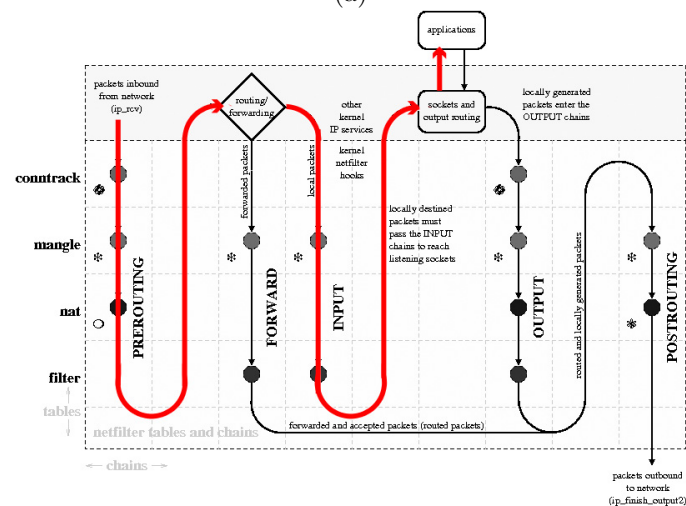 (a)
applications
packets inbound
from network
(ip_rcv)
routing/
forwarding
other
kernel
IP services
sockets and
output routing
locally generated
packets enter the
OUTPUT chains
kernel
netfilter
hooks
forwarded packets
local packets
conntrack
mangle
nat
filter
PREROUTING
FORWARD
INPUT
locally destined
packets must
pass the INPUT
chains to reach
listening sockets
OUTPUT
routed and locally generated packets
POSTROUTING
tables
netfilter tables and chains
forwarded and accepted packets (routed packets)
chains
packets outbound
to network
(ip_finish_output2)